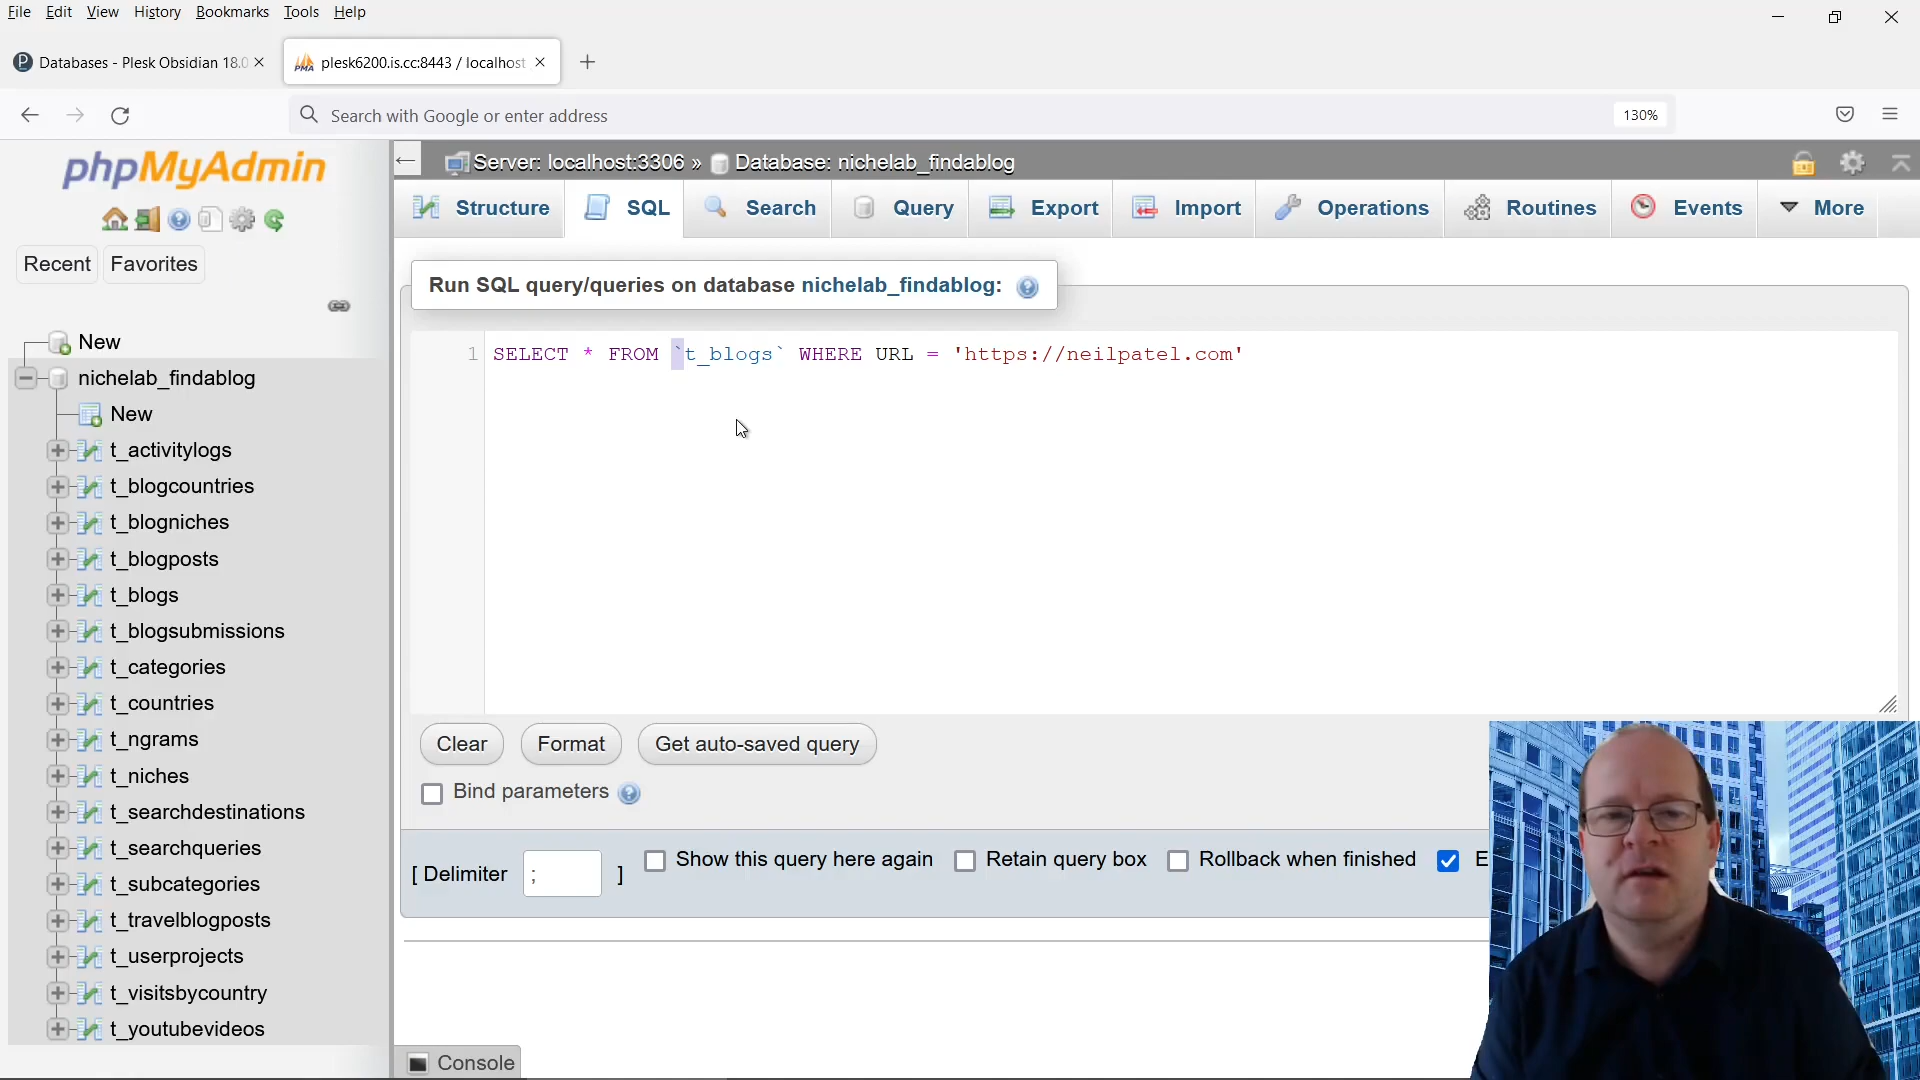 File Edit View History Bookmarks Tools Help
Databases - Plesk Obsidian 18.0
plesk6200.is.cc:8443 / localhost
Search with Google or enter address
130%
phpMyAdmin
Server: localhost:3306 » Database: nichelab_findablog
Structure SQL Search Query Export Import Operations Routines Events More
Recent Favorites
Run SQL query/queries on database nichelab_findablog:
1 SELECT * FROM `t_blogs` WHERE URL = 'https://neilpatel.com'
New
nichelab_findablog
New
t_activitylogs
t_blogcountries
t_blogniches
t_blogposts
t_blogs
t_blogsubmissions
t_categories
t_countries
t_ngrams
t_niches
t_searchdestinations
t_searchqueries
t_subcategories
t_travelblogposts
t_userprojects
t_visitsbycountry
t_youtubevideos
Clear Format Get auto-saved query
Bind parameters
[ Delimiter ; ] Show this query here again Retain query box Rollback when finished E
Console